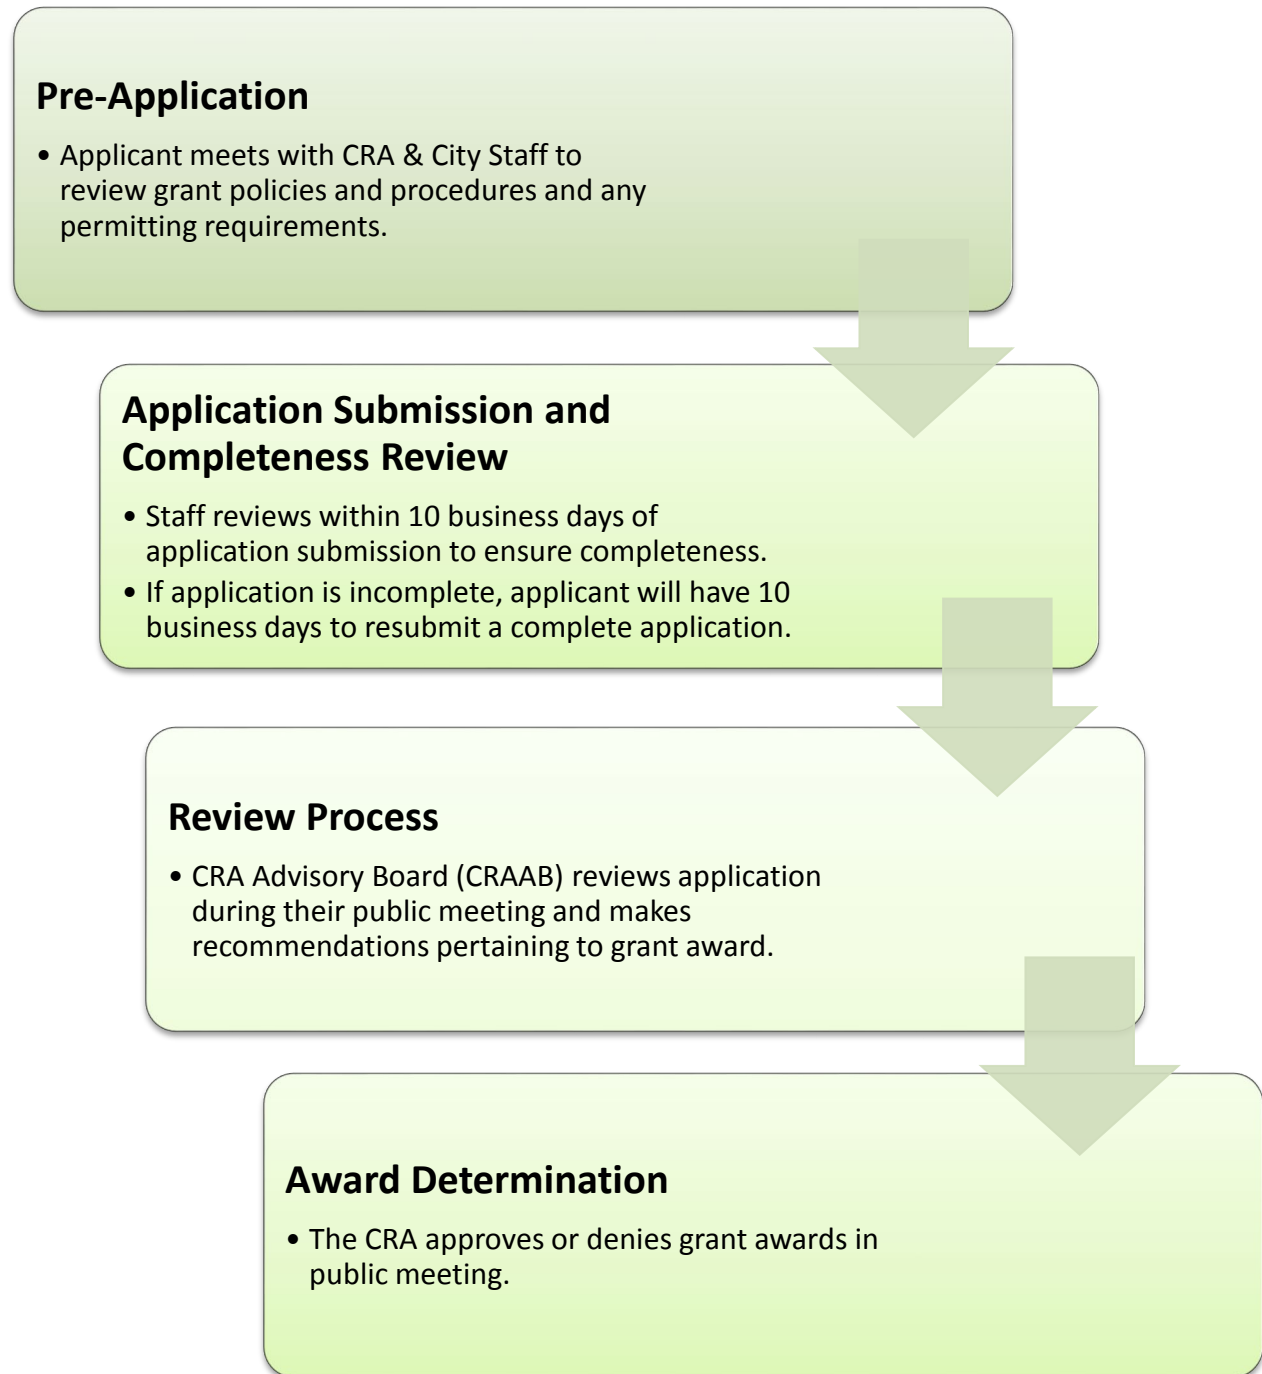 Pre-Application
• Applicant meets with CRA & City Staff to
review grant policies and procedures and any
permitting requirements.
Application Submission and
Completeness Review
• Staff reviews within 10 business days of
application submission to ensure completeness.
• If application is incomplete, applicant will have 10
business days to resubmit a complete application.
Review Process
• CRA Advisory Board (CRAAB) reviews application
during their public meeting and makes
recommendations pertaining to grant award.
Award Determination
• The CRA approves or denies grant awards in
public meeting.